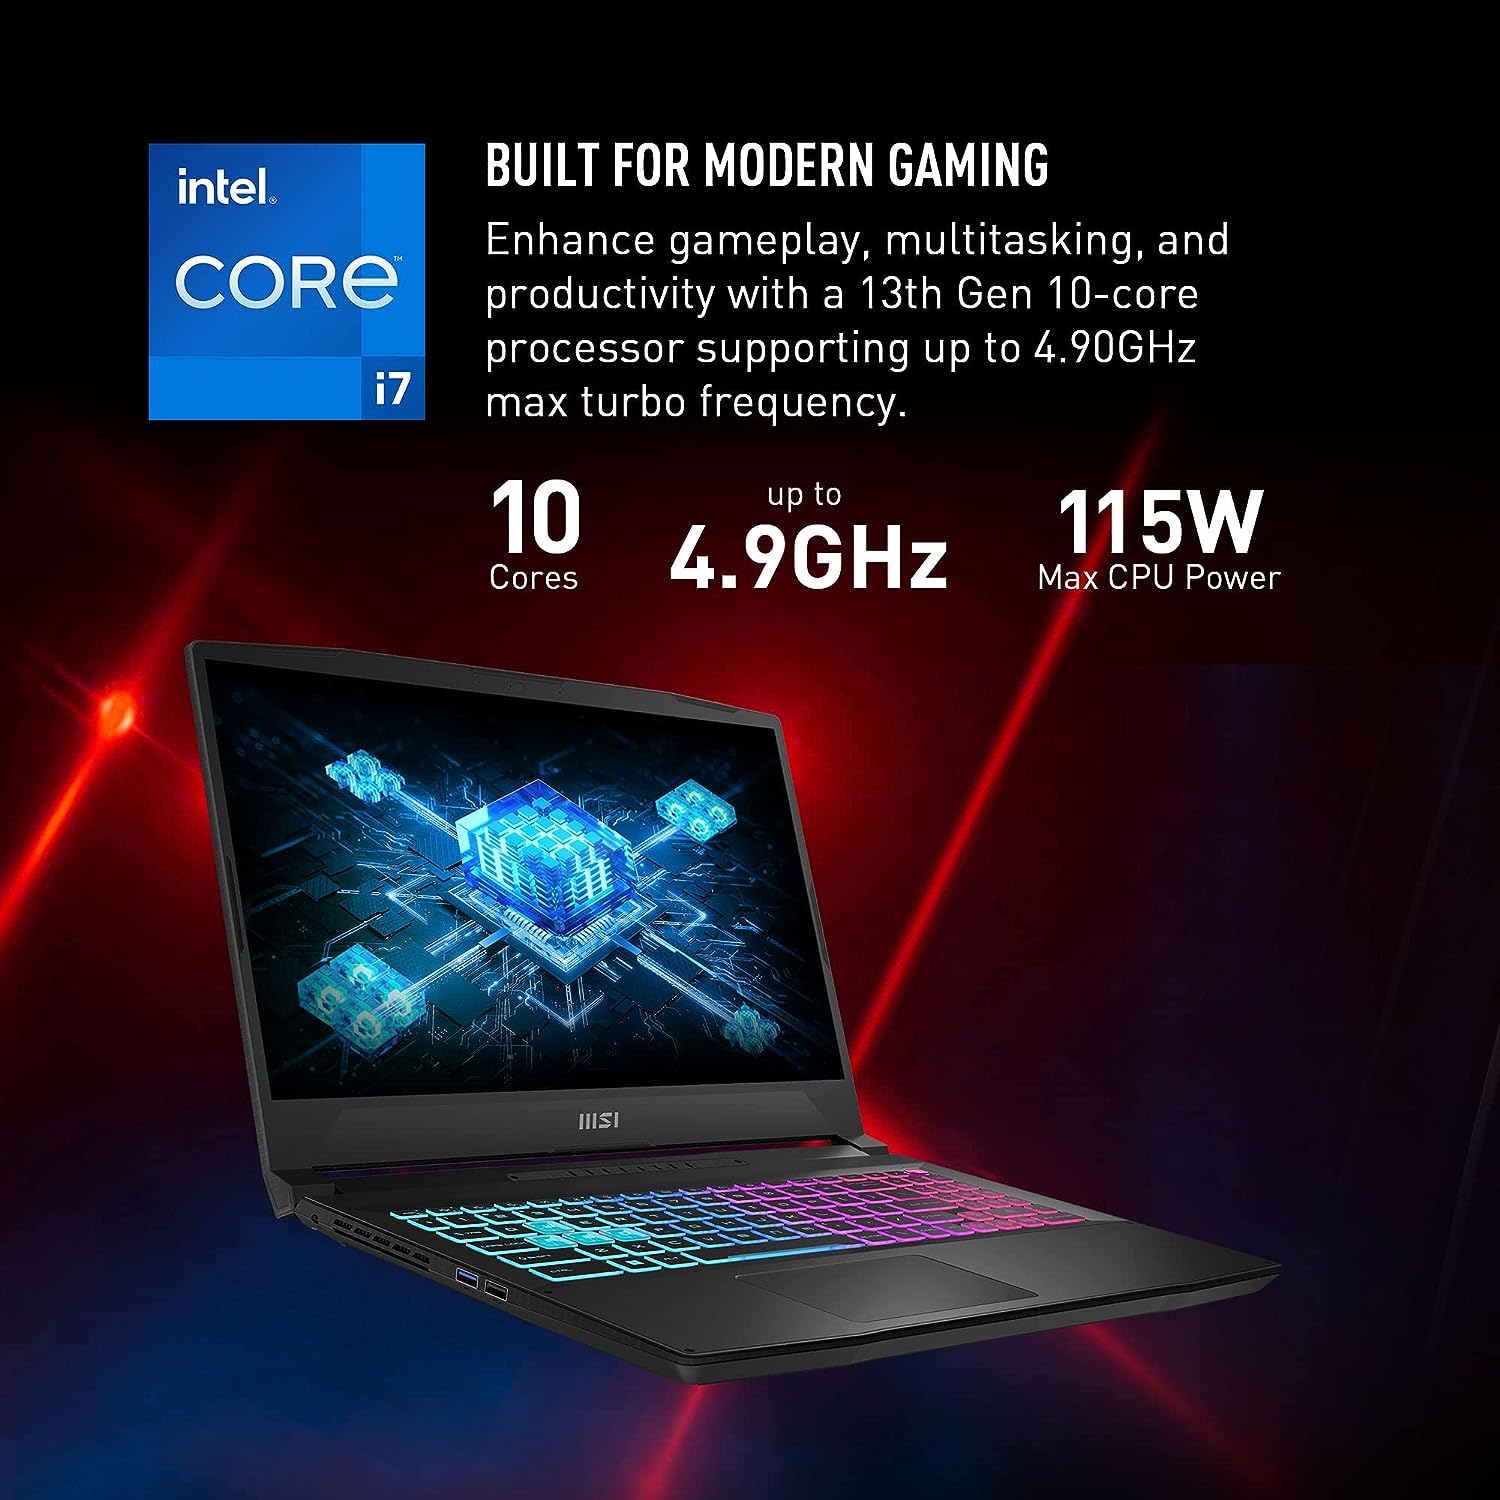 intel.
CORE™
i7
BUILT FOR MODERN GAMING
Enhance gameplay, multitasking, and
productivity with a 13th Gen 10-core
processor supporting up to 4.90GHz
max turbo frequency.
10
Cores
up to
4.9GHz
115W
Max CPU Power
msi